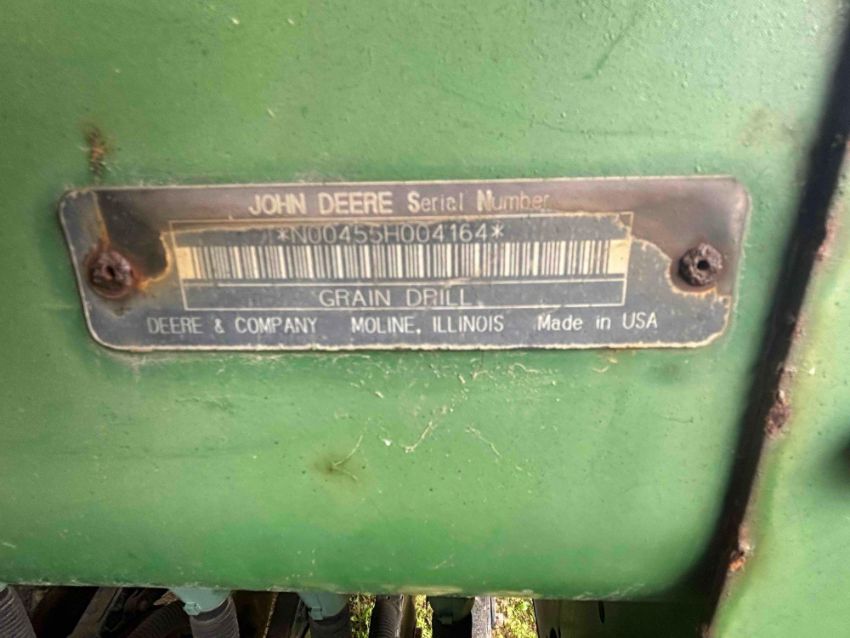 JOHN DEERE Serial Number
*N00455H004164*
GRAIN DRILL
DEERE & COMPANY MOLINE, ILLINOIS Made in USA